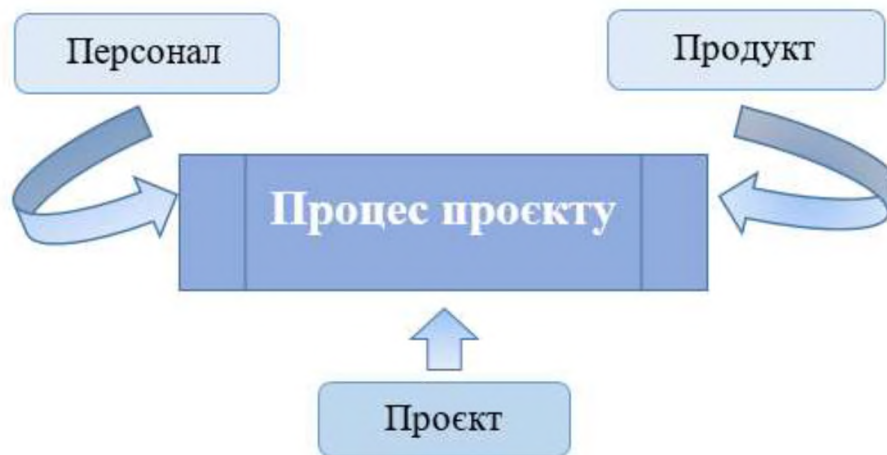 Персонал
Продукт
Процес проєкту
Проєкт